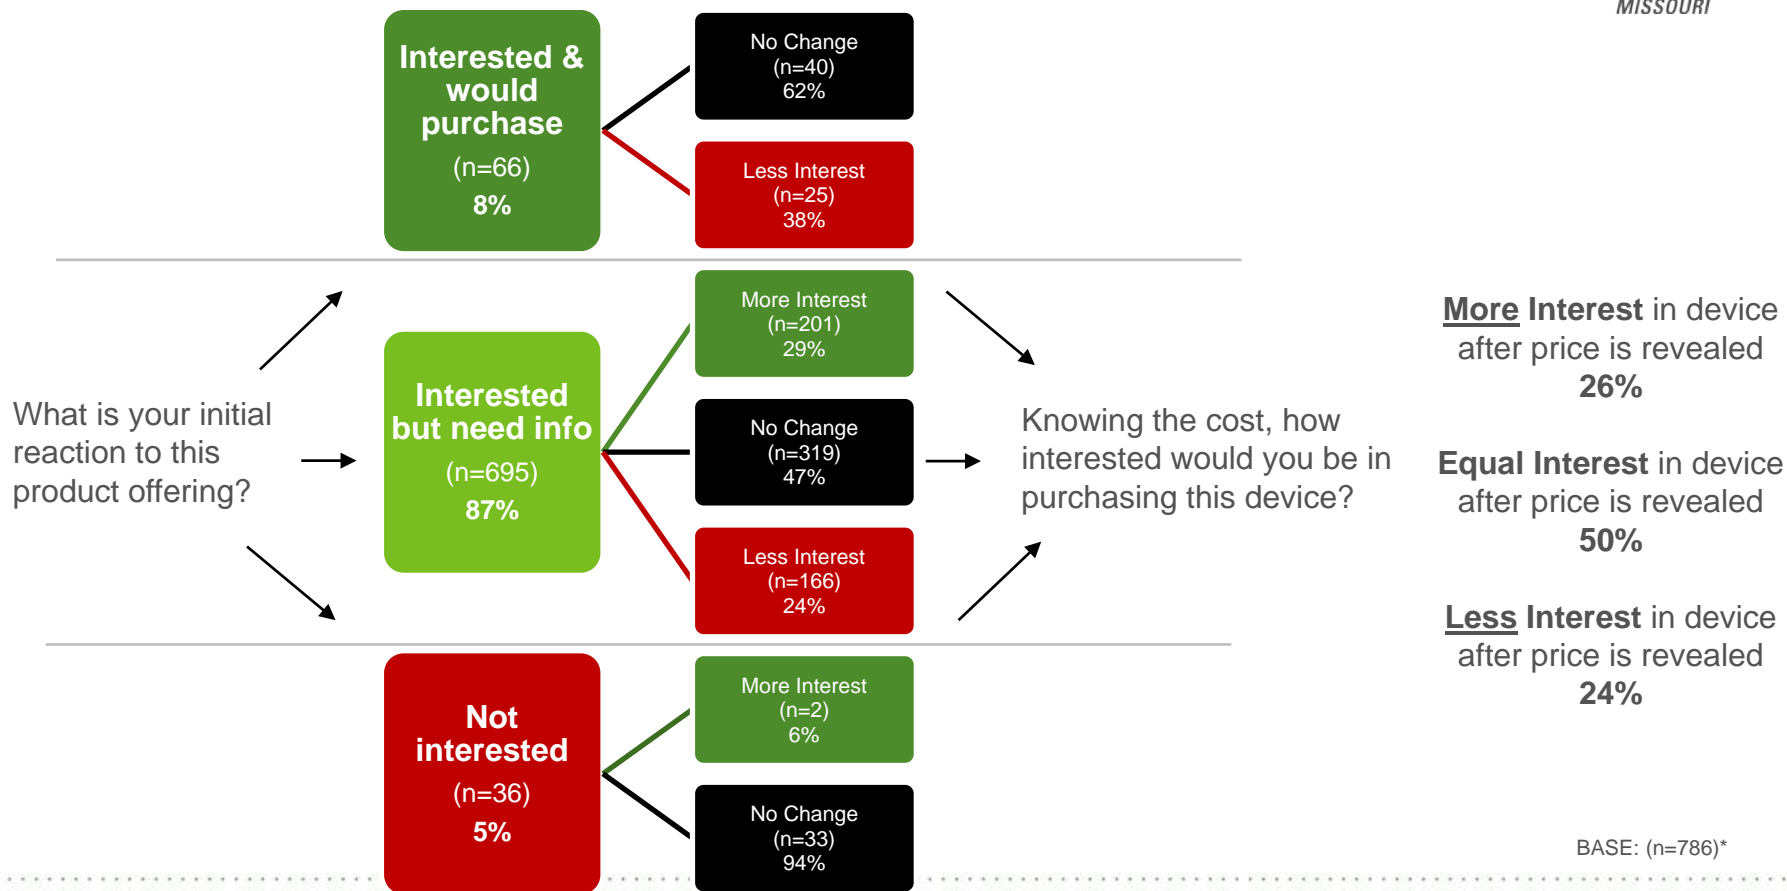 MISSOURI
Interested &
would
purchase
(n=66)
8%
No Change
(n=40)
62%
Less Interest
(n=25)
38%
What is your initial
reaction to this
product offering?
Interested
but need info
(n=695)
87%
More Interest
(n=201)
29%
No Change
(n=319)
47%
Less Interest
(n=166)
24%
Knowing the cost, how
interested would you be in
purchasing this device?
Not
interested
(n=36)
5%
More Interest
(n=2)
6%
No Change
(n=33)
94%
More Interest in device
after price is revealed
26%
Equal Interest in device
after price is revealed
50%
Less Interest in device
after price is revealed
24%
BASE: (n=786)*